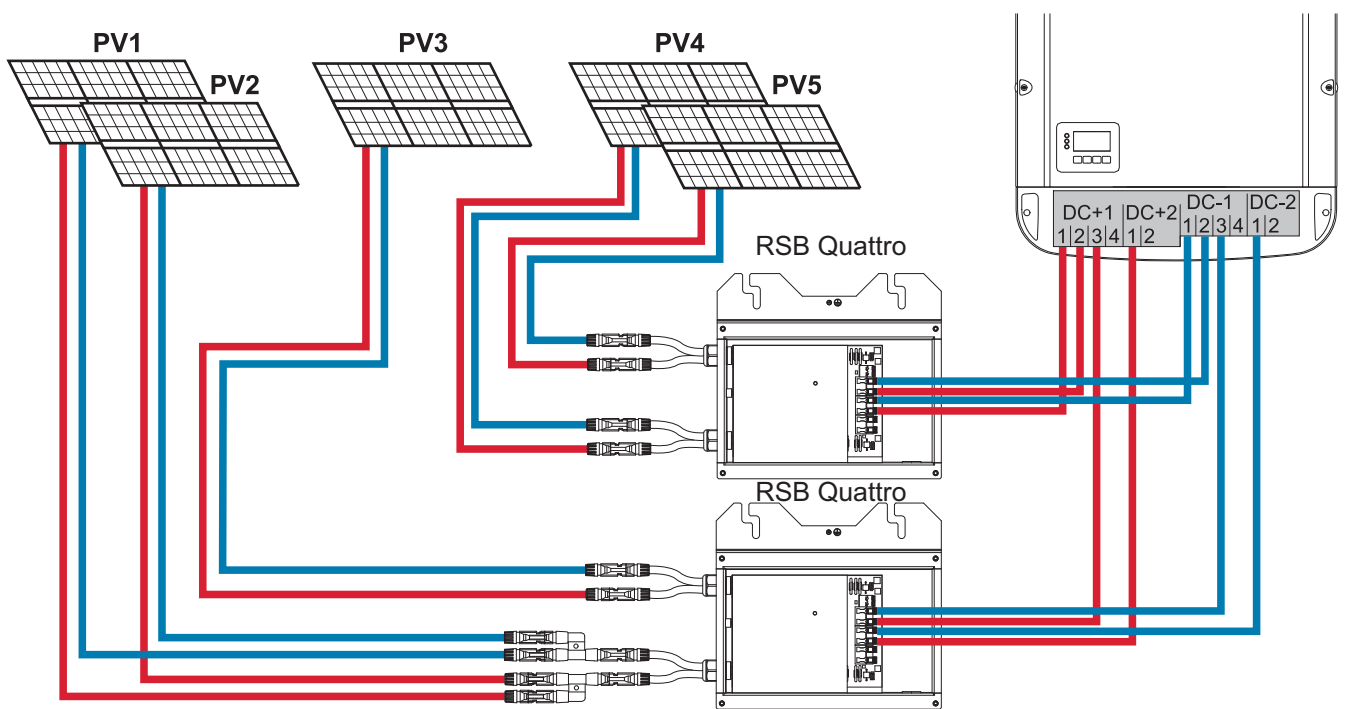 PV1
PV2
PV3
PV4
PV5
RSB Quattro
DC+1 DC+2 DC-1 DC-2
1 2 3 4 1 2 1 2 3 4 1 2
RSB Quattro